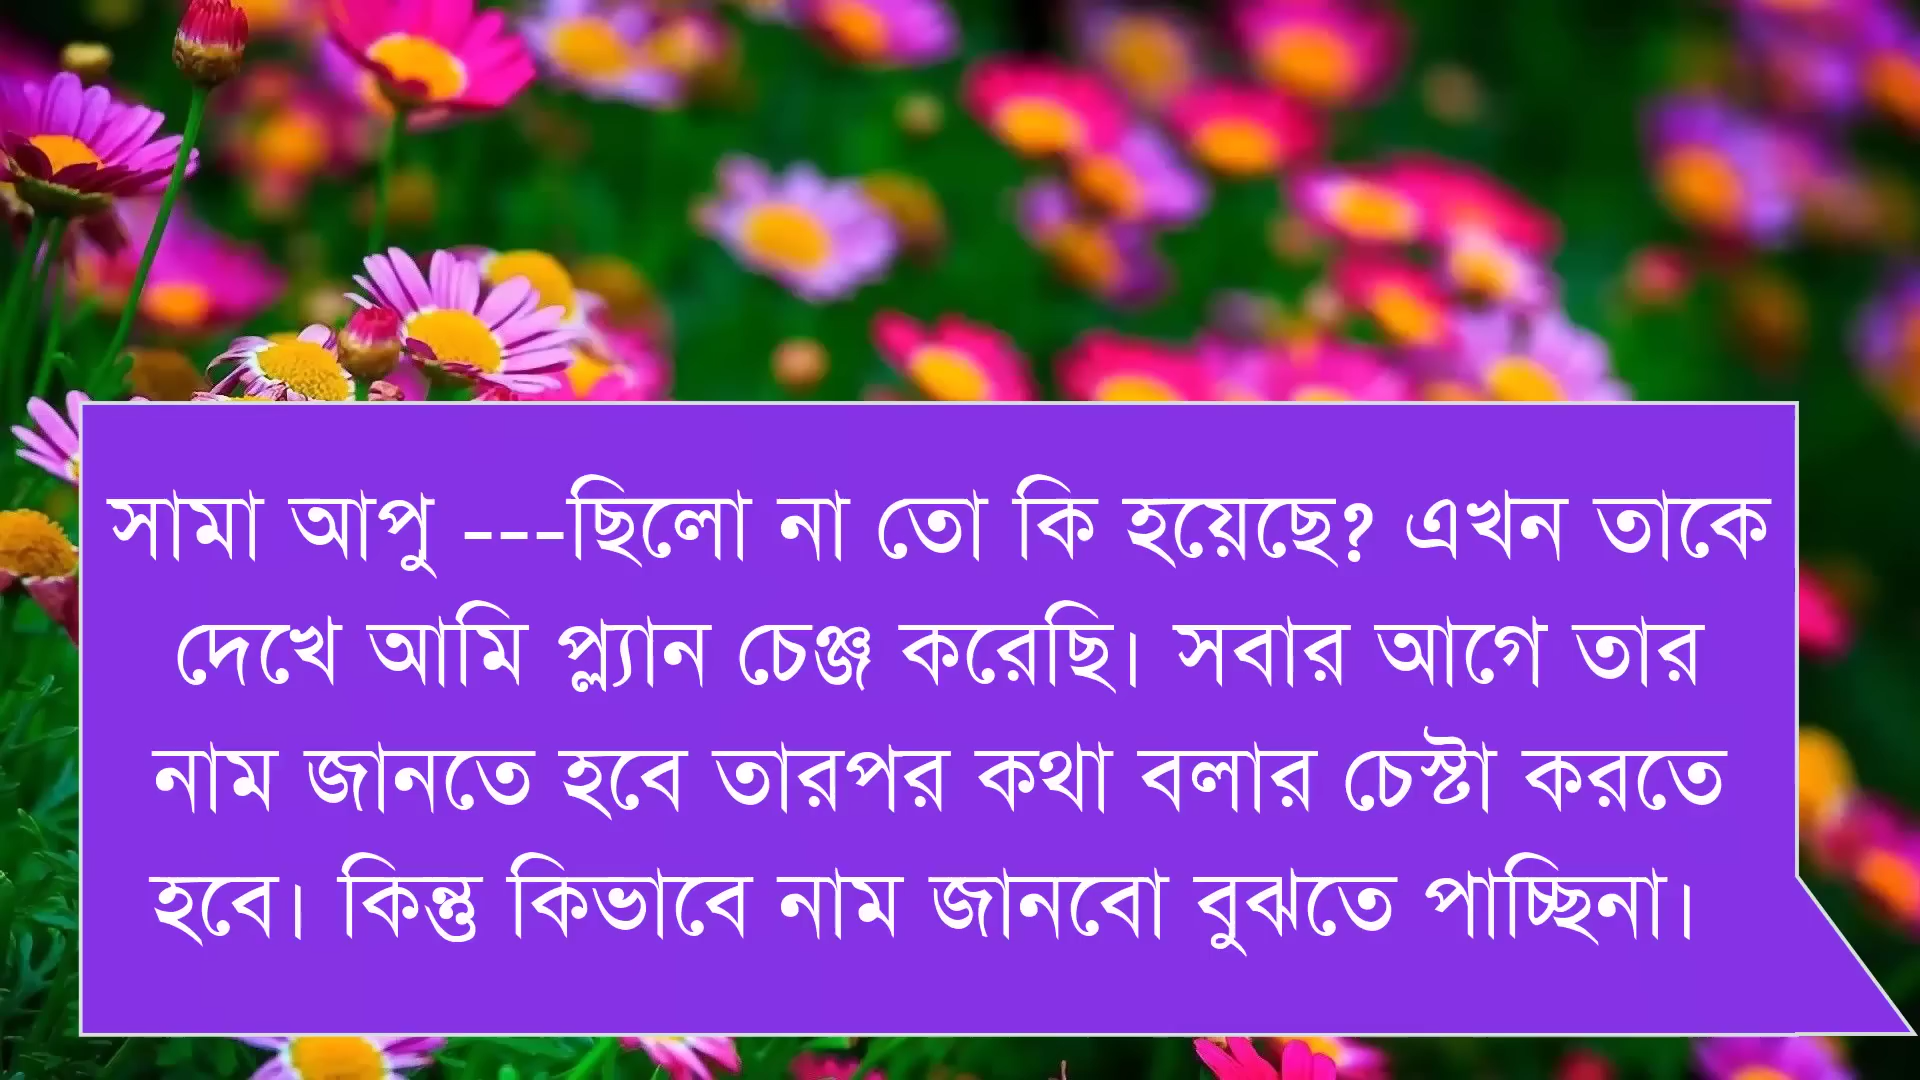 সামা আপু ---ছিলো না তো কি হয়েছে? এখন তাকে
দেখে আমি প্ল্যান চেঞ্জ করেছি। সবার আগে তার
নাম জানতে হবে তারপর কথা বলার চেস্টা করতে
হবে। কিন্তু কিভাবে নাম জানবো বুঝতে পাচ্ছিনা।